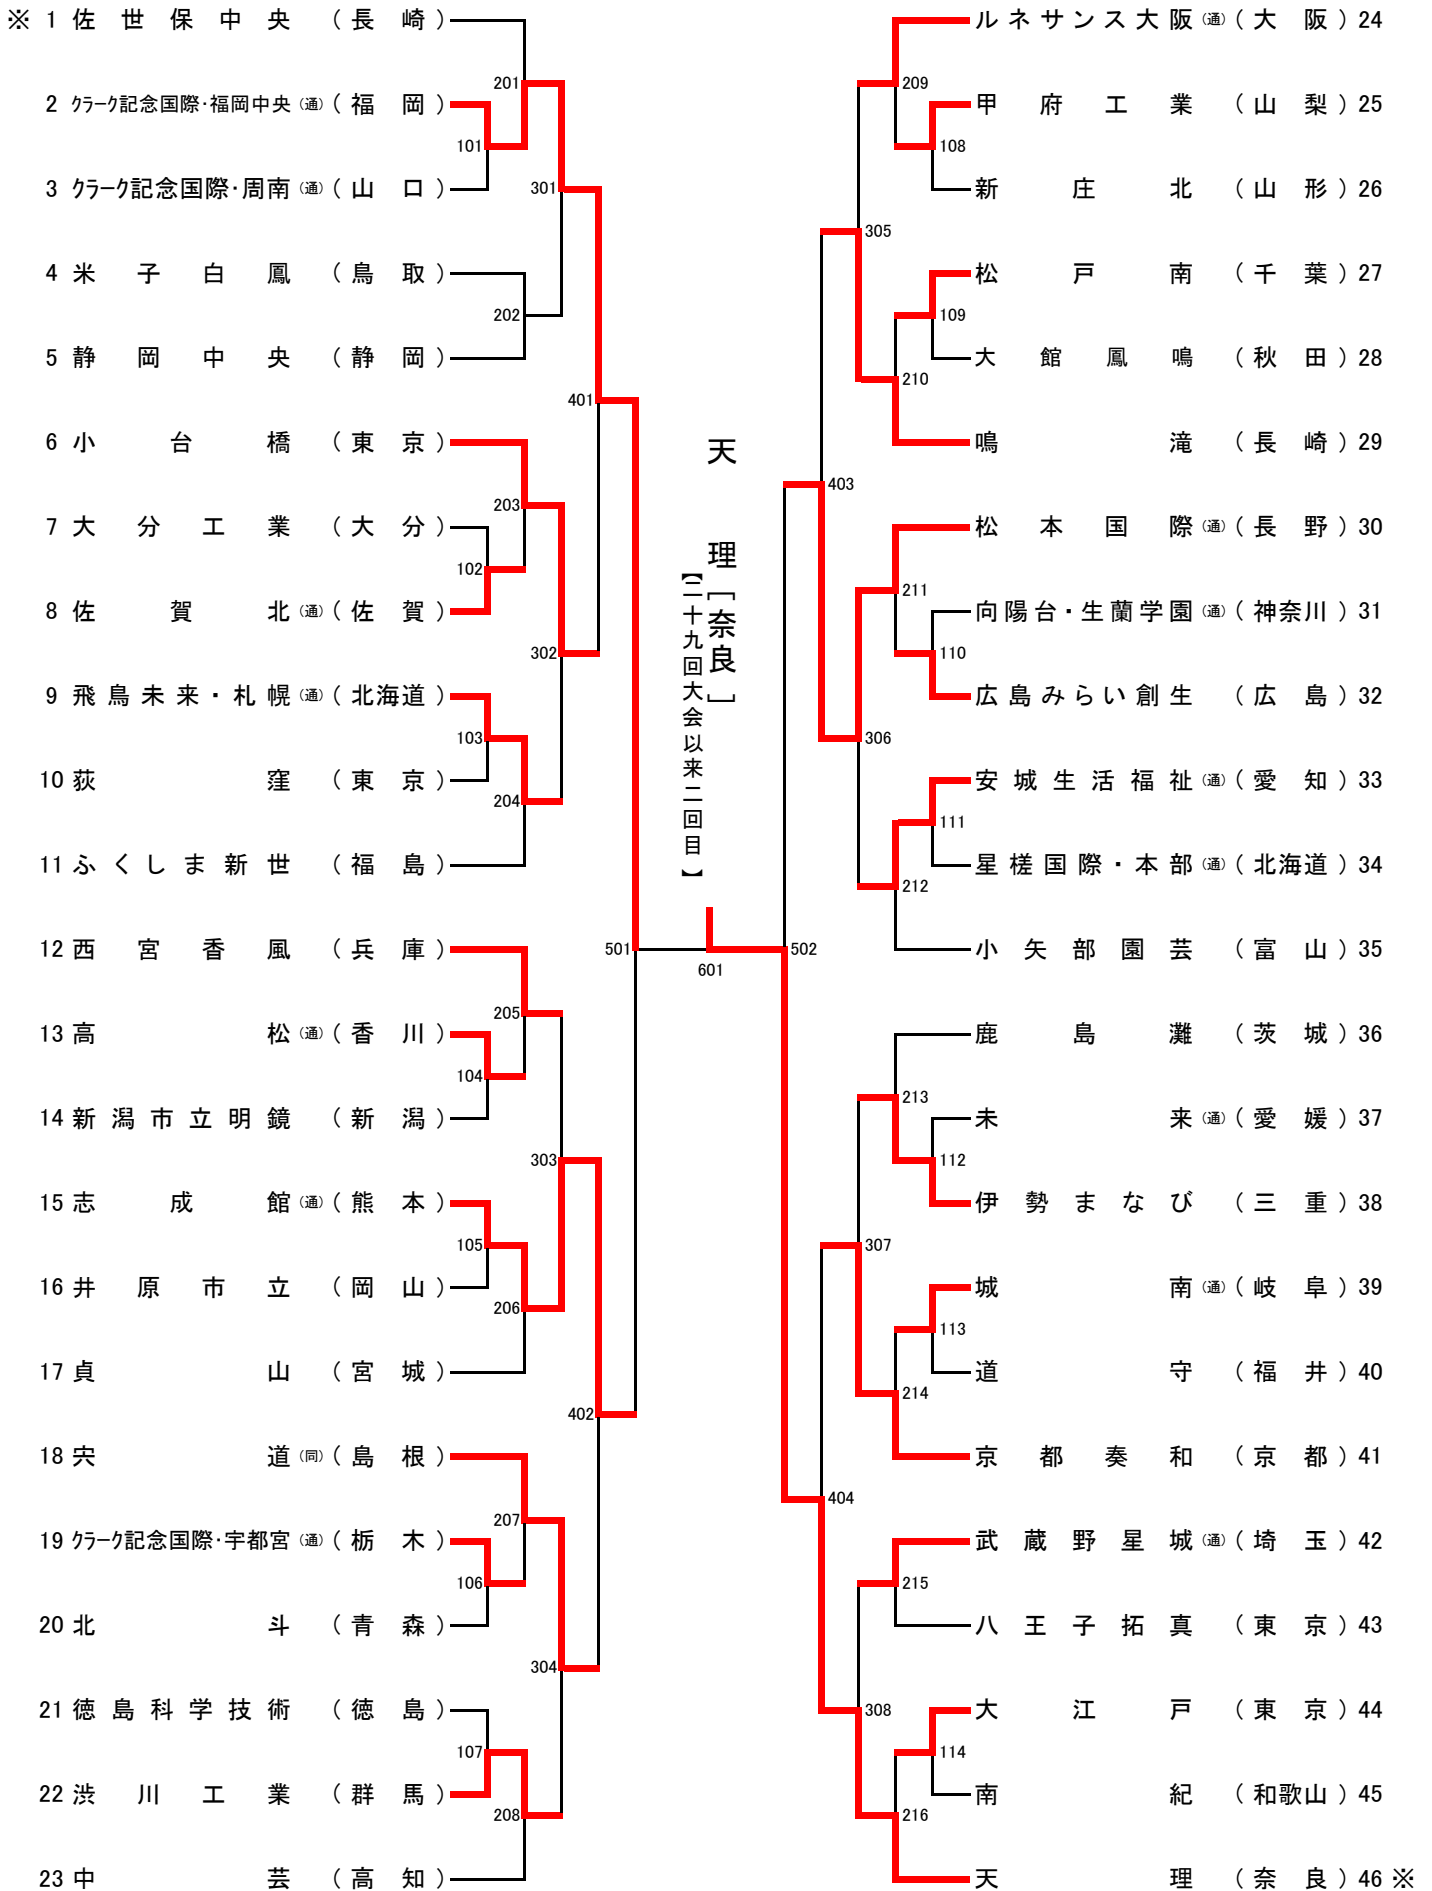 ※ 1 佐世保中央 （長崎）
2 クラーク記念国際・福岡中央（通）（福岡）
3 クラーク記念国際・周南（通）（山口）
4 米子白鳳 （鳥取）
5 静岡中央 （静岡）
6 小台橋 （東京）
7 大分工業 （大分）
8 佐賀北（通）（佐賀）
9 飛鳥未来・札幌（通）（北海道）
10 荻窪 （東京）
11 ふくしま新世 （福島）
12 西宮香風 （兵庫）
13 高松（通）（香川）
14 新潟市立明鏡 （新潟）
15 志成館（通）（熊本）
16 井原市立 （岡山）
17 貞山 （宮城）
18 宍道（同）（島根）
19 クラーク記念国際・宇都宮（通）（栃木）
20 北斗 （青森）
21 徳島科学技術 （徳島）
22 渋川工業 （群馬）
23 中芸 （高知）
101
102
103
104
105
106
107
201
202
203
204
205
206
207
208
301
302
303
304
401
402
501
天理［奈良］
【二十九回大会以来二回目】
601
502
403
404
305
306
307
308
209
210
211
212
213
214
215
216
108
109
110
111
112
113
114
ルネサンス大阪（通）（大阪）24
甲府工業 （山梨）25
新庄北 （山形）26
松戸南 （千葉）27
大館鳳鳴 （秋田）28
鳴滝 （長崎）29
松本国際（通）（長野）30
向陽台・生蘭学園（通）（神奈川）31
広島みらい創生 （広島）32
安城生活福祉（通）（愛知）33
星槎国際・本部（通）（北海道）34
小矢部園芸 （富山）35
鹿島灘 （茨城）36
未来（通）（愛媛）37
伊勢まなび （三重）38
城南（通）（岐阜）39
道守 （福井）40
京都奏和 （京都）41
武蔵野星城（通）（埼玉）42
八王子拓真 （東京）43
大江戸 （東京）44
南紀 （和歌山）45
天理 （奈良）46 ※